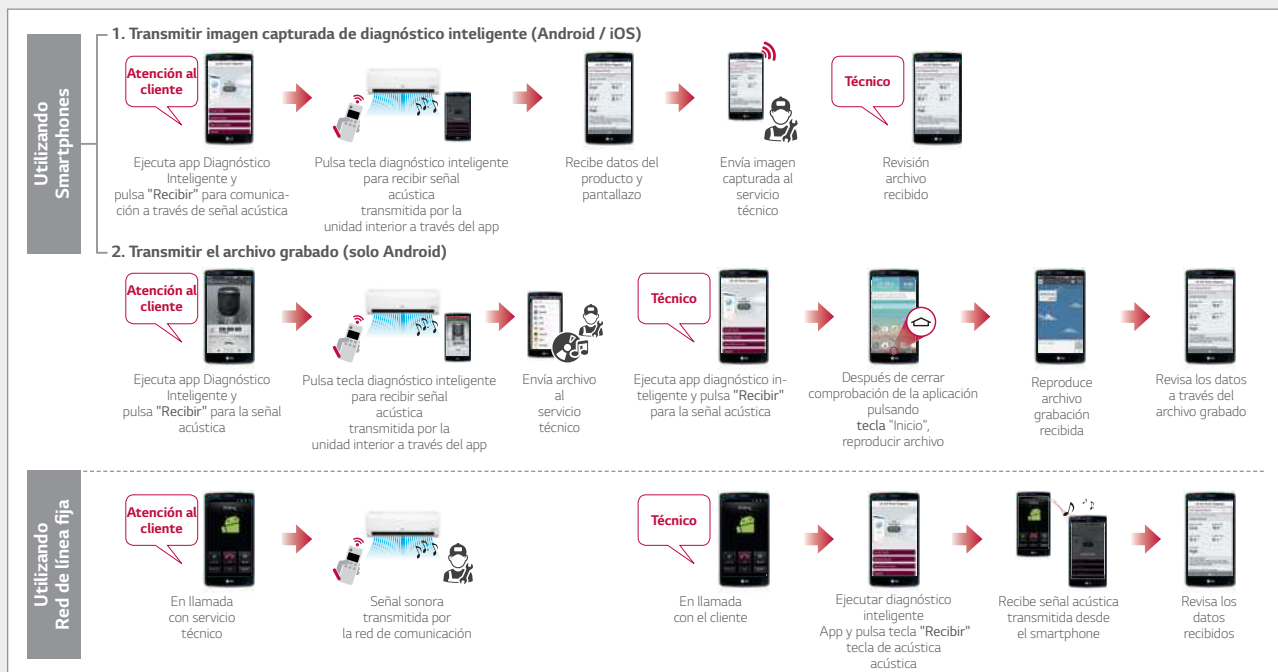 Utilizando
Smartphones
1. Transmitir imagen capturada de diagnóstico inteligente (Android / iOS)
Atención al
cliente
Ejecuta app Diagnóstico
Inteligente y
pulsa "Recibir" para comunica-
ción a través de señal acústica
Pulsa tecla diagnóstico inteligente
para recibir señal
acústica
transmitida por la
unidad interior a través del app
Recibe datos del
producto y
pantallazo
Envía imagen
capturada al
servicio
técnico
Técnico
Revisión
archivo
recibido
2. Transmitir el archivo grabado (solo Android)
Atención al
cliente
Ejecuta app Diagnóstico
Inteligente y
pulsa "Recibir" para la señal
acústica
Pulsa tecla diagnóstico inteligente
para recibir señal
acústica
transmitida por la
unidad interior a través del app
Envía archivo
al
servicio
técnico
Técnico
Ejecuta app diagnóstico in-
teligente y pulsa "Recibir"
para la señal acústica
Después de cerrar
comprobación de la aplicación
pulsando
tecla "Inicio",
reproducir archivo
Reproduce
archivo
grabación
recibida
Revisa los datos
a través del
archivo grabado
Utilizando
Red de línea fija
Atención al
cliente
En llamada
con servicio
técnico
Señal sonora
transmitida por
la red de comunicación
Técnico
En llamada
con el cliente
Ejecutar diagnóstico
inteligente
App y pulsa tecla "Recibir"
tecla de acústica
acústica
Recibe señal acústica
transmitida desde
el smartphone
Revisa los
datos
recibidos